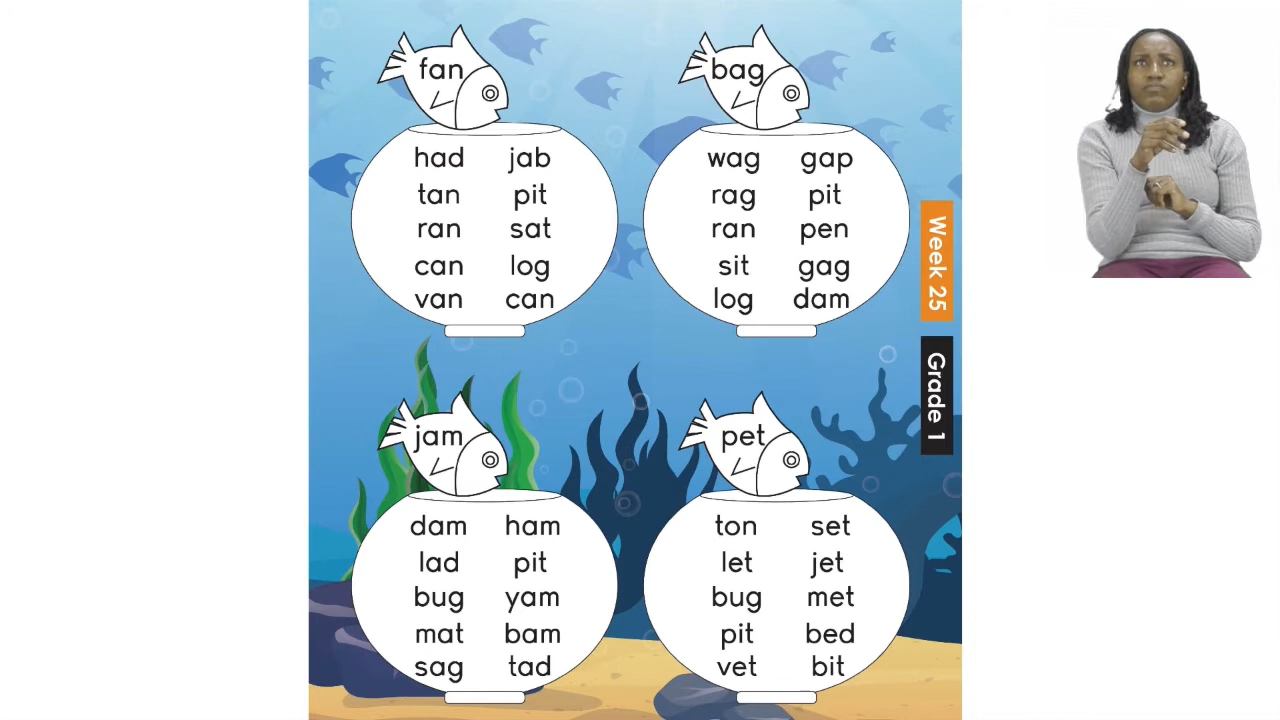 fan
had jab
tan pit
ran sat
can log
van can
bag
wag gap
rag pit
ran pen
sit gag
log dam
jam
dam ham
lad pit
bug yam
mat bam
sag tad
pet
ton set
let jet
bug met
pit bed
vet bit
Week 25
Grade 1